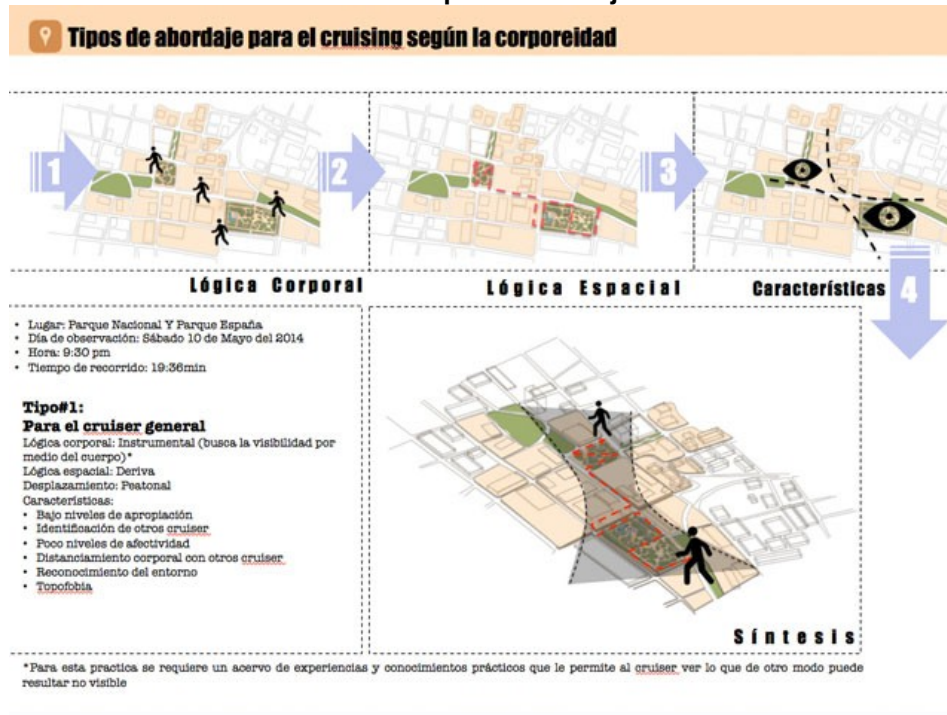 Tipos de abordaje para el cruising según la corporeidad
1
2
3
Lógica Corporal
Lógica Espacial
Características
4
• Lugar: Parque Nacional Y Parque España
• Día de observación: Sábado 10 de Mayo del 2014
• Hora: 9:30 pm
• Tiempo de recorrido: 19:36min
Tipo#1:
Para el cruiser general
Lógica corporal: Instrumental (busca la visibilidad por
medio del cuerpo)*
Lógica espacial: Deriva
Desplazamiento: Peatonal
Características:
• Bajo niveles de apropiación
• Identificación de otros cruiser
• Poco niveles de afectividad
• Distanciamiento corporal con otros cruiser
• Reconocimiento del entorno
• Topofobia
Síntesis
*Para esta practica se requiere un acervo de experiencias y conocimientos prácticos que le permite al cruiser ver lo que de otro modo puede
resultar no visible